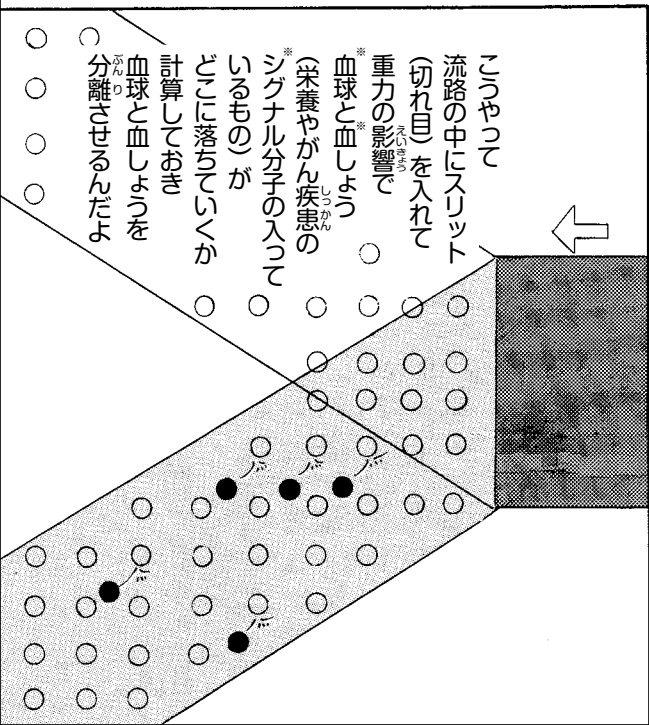 こうやって
流路の中にスリット
(切れ目)を入れて
重力の影響で
※血球と※血しょう
(栄養やがん疾患の
※シグナル分子の入って
いるもの)が
どこに落ちていくか
計算しておき
血球と血しょうを
分離させるんだよ